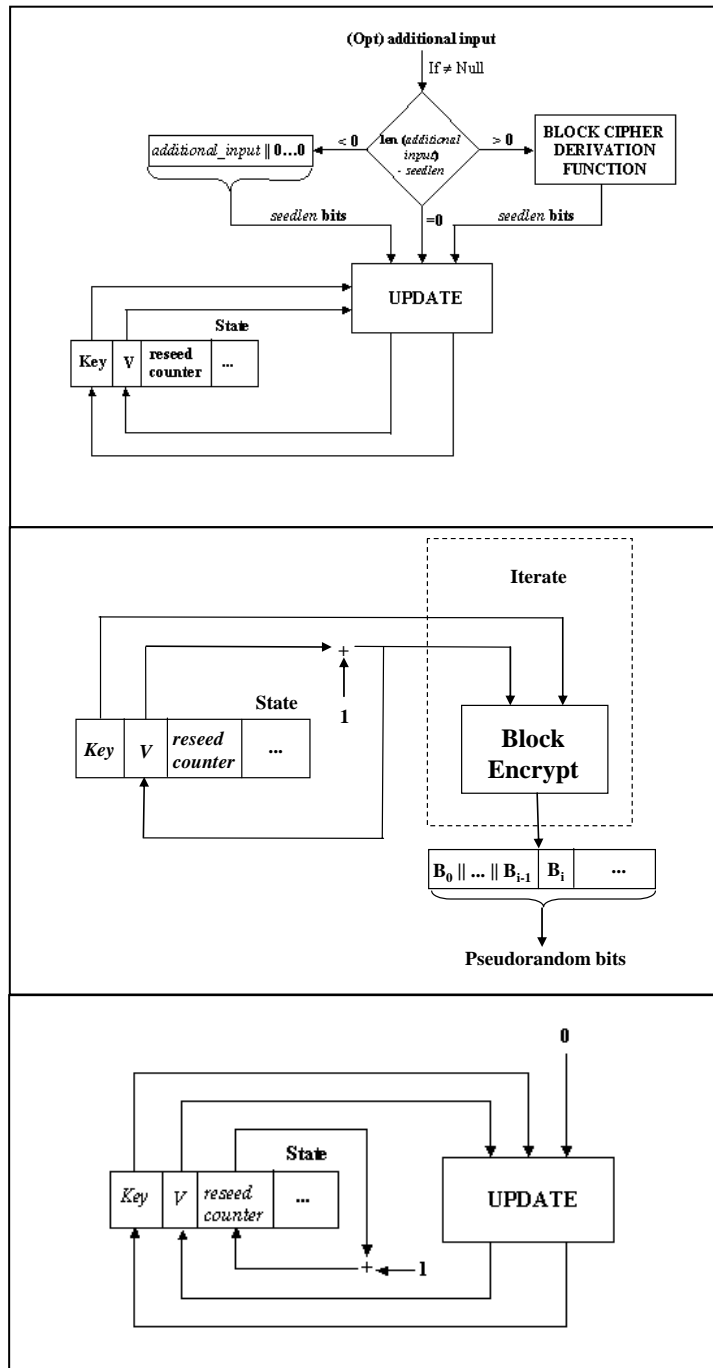 (Opt) additional input
If ≠ Null
< 0
len (additional
input)
- seedlen
> 0
BLOCK CIPHER
DERIVATION
FUNCTION
additional_input || 0...0
seedlen bits
=0
seedlen bits
UPDATE
State
Key
V
reseed
counter
...
Iterate
+
1
State
Key
V
reseed
counter
...
Block
Encrypt
B0 || ... || Bi-1
Bi
...
Pseudorandom bits
0
State
Key
V
reseed
counter
...
UPDATE
+
1